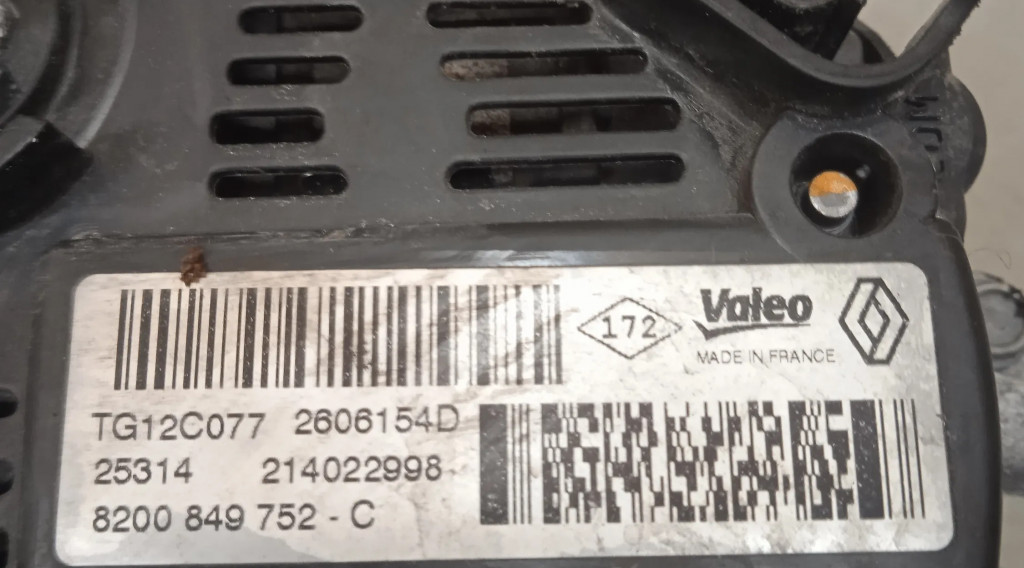 172
Valeo
MADE IN FRANCE
TG12C077 2606154D
25314 214022998
8200 849 752 - C